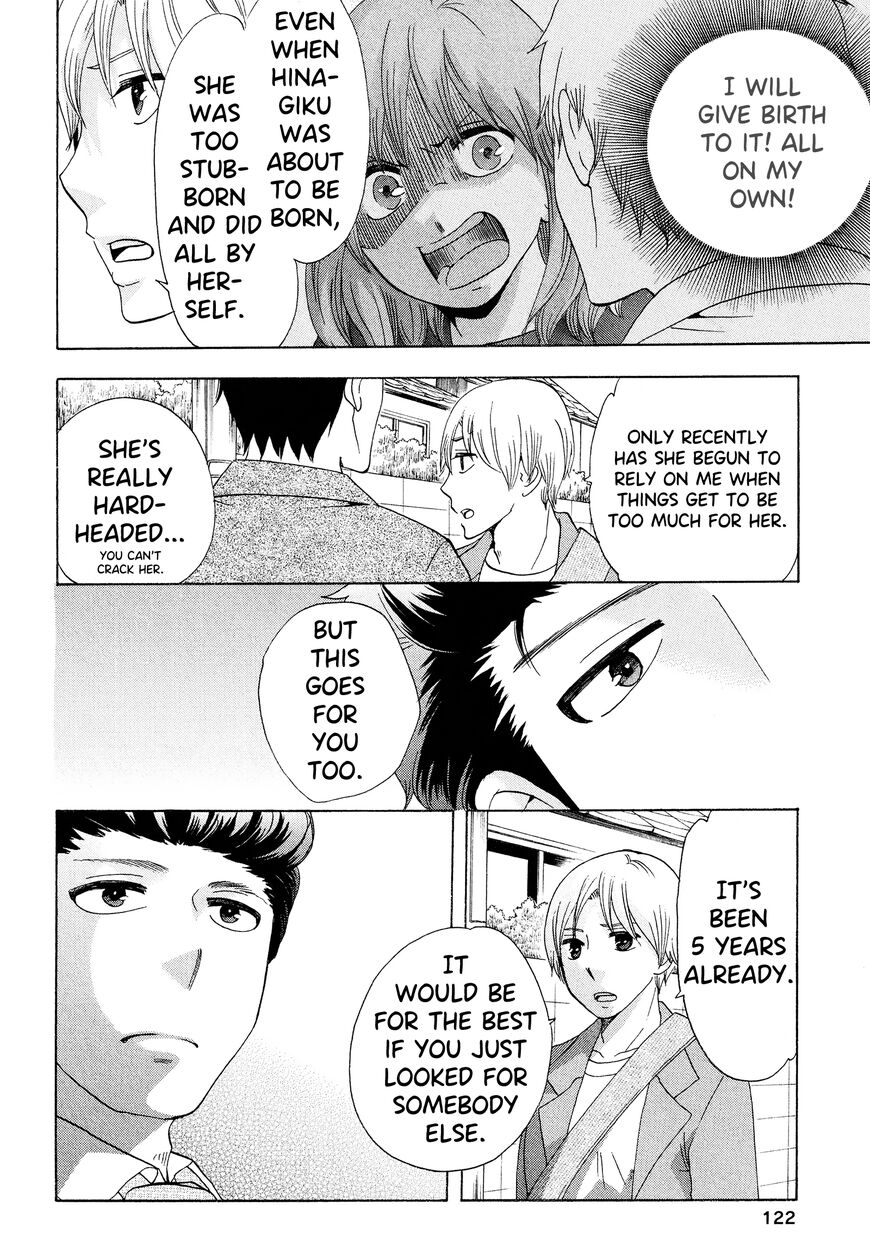 I WILL
GIVE BIRTH
TO IT! ALL
ON MY
OWN!
EVEN
WHEN
HINA-
GIKU
WAS
ABOUT
TO BE
BORN,
SHE
WAS
TOO
STUB-
BORN
AND DID
ALL BY
HER-
SELF.
ONLY RECENTLY
HAS SHE BEGUN TO
RELY ON ME WHEN
THINGS GET TO BE
TOO MUCH FOR HER.
SHE'S
REALLY
HARD-
HEADED...
YOU CAN'T
CRACK HER.
BUT
THIS
GOES
FOR
YOU
TOO.
IT'S
BEEN
5 YEARS
ALREADY.
IT
WOULD BE
FOR THE BEST
IF YOU JUST
LOOKED FOR
SOMEBODY
ELSE.
122